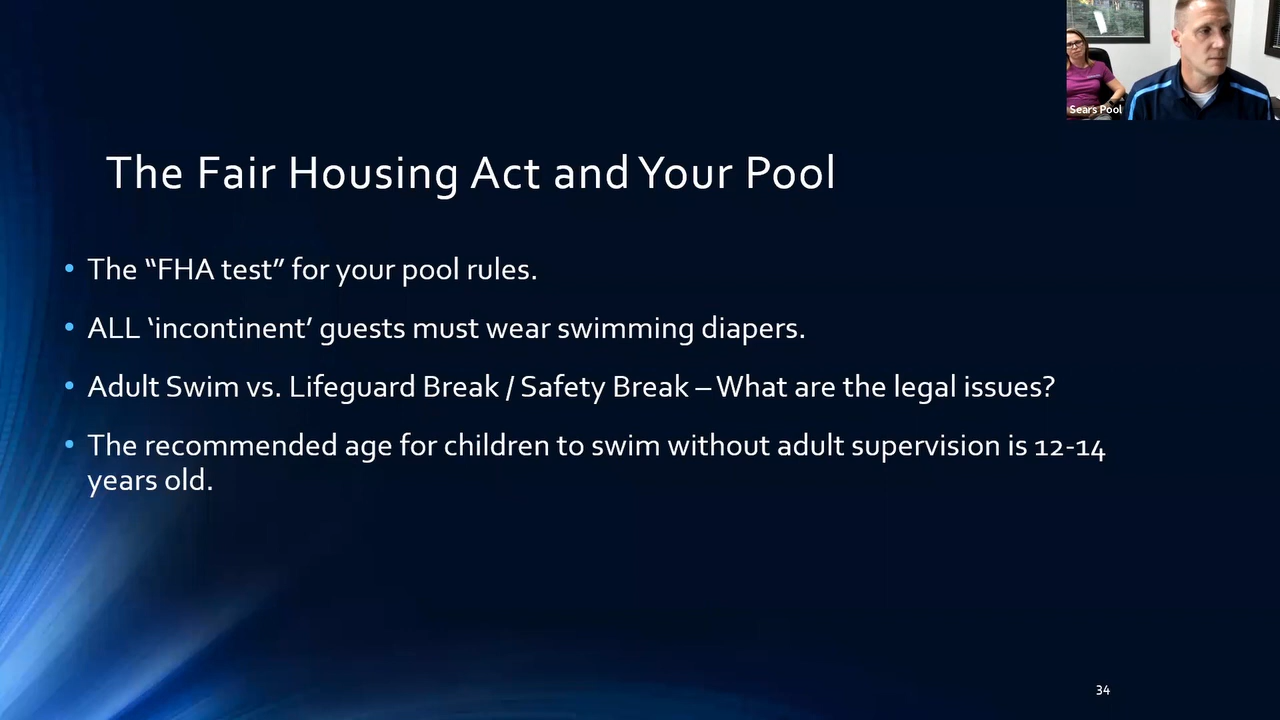 Sears Pool
The Fair Housing Act and Your Pool
• The “FHA test” for your pool rules.
• ALL ‘incontinent’ guests must wear swimming diapers.
• Adult Swim vs. Lifeguard Break / Safety Break – What are the legal issues?
• The recommended age for children to swim without adult supervision is 12-14
years old.
34